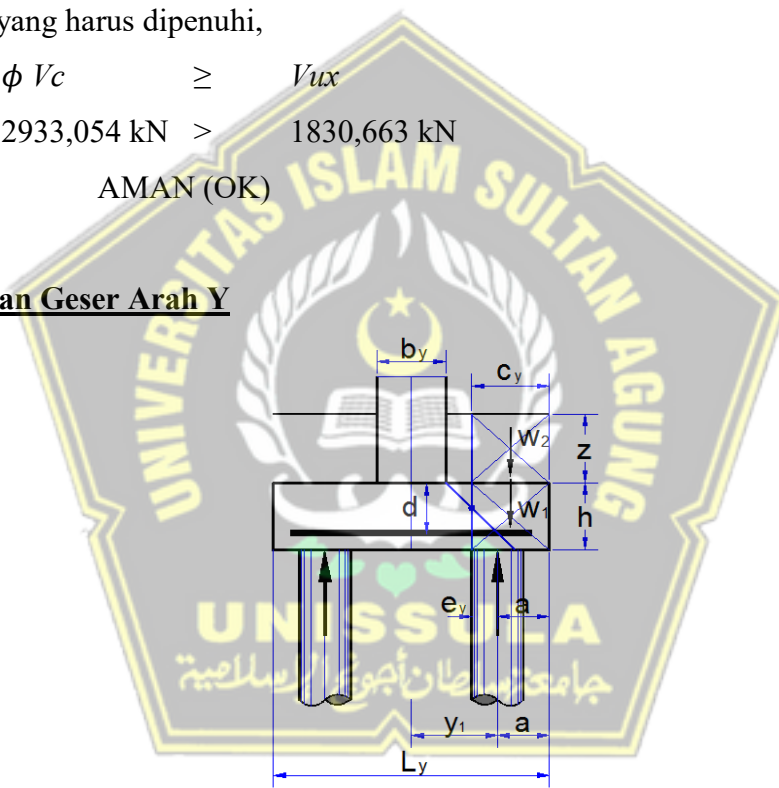 yang harus dipenuhi,
ϕ Vc ≥ Vux
2933,054 kN > 1830,663 kN
AMAN (OK)
an Geser Arah Y
UNIVERSITAS ISLAM SULTAN AGUNG
by
cy
W2
z
d
W1
h
ey
a
UNISSULA
جامعة سلطان أجونج الإسلامية
y1
a
Ly